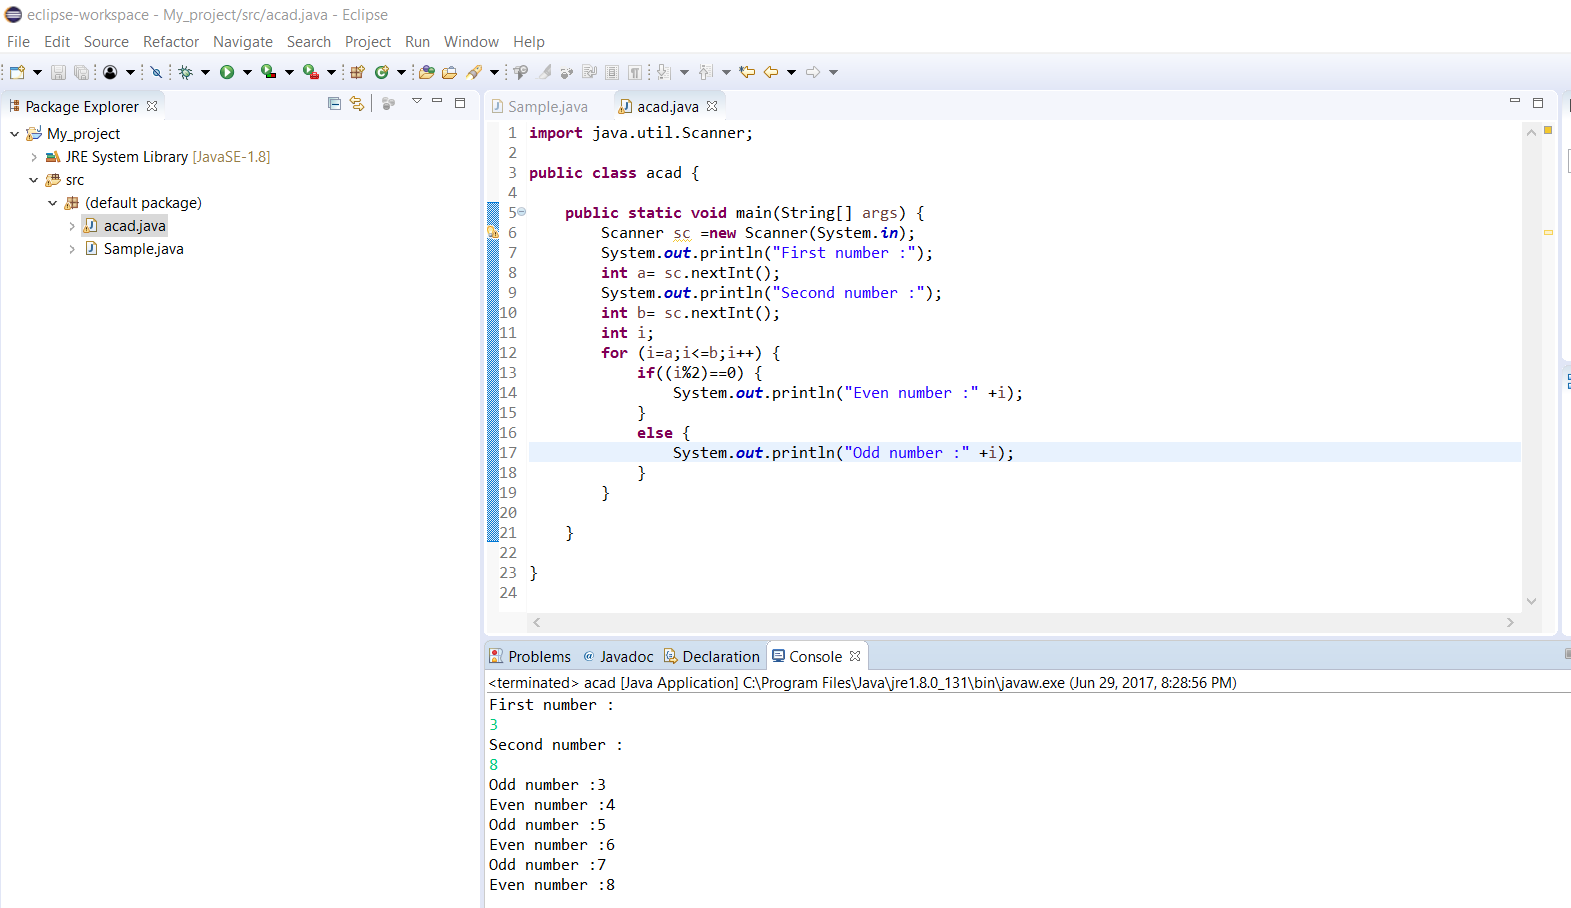 eclipse-workspace - My_project/src/acad.java - Eclipse
File Edit Source Refactor Navigate Search Project Run Window Help
Package Explorer
My_project
JRE System Library [JavaSE-1.8]
src
(default package)
acad.java
Sample.java
Sample.java acad.java
1 import java.util.Scanner;
2
3 public class acad {
4
5 public static void main(String[] args) {
6 Scanner sc =new Scanner(System.in);
7 System.out.println("First number :");
8 int a= sc.nextInt();
9 System.out.println("Second number :");
10 int b= sc.nextInt();
11 int i;
12 for (i=a;i<=b;i++) {
13 if((i%2)==0) {
14 System.out.println("Even number :" +i);
15 }
16 else {
17 System.out.println("Odd number :" +i);
18 }
19 }
20
21 }
22
23 }
24
Problems @ Javadoc Declaration Console
<terminated> acad [Java Application] C:\Program Files\Java\jre1.8.0_131\bin\javaw.exe (Jun 29, 2017, 8:28:56 PM)
First number :
3
Second number :
8
Odd number :3
Even number :4
Odd number :5
Even number :6
Odd number :7
Even number :8